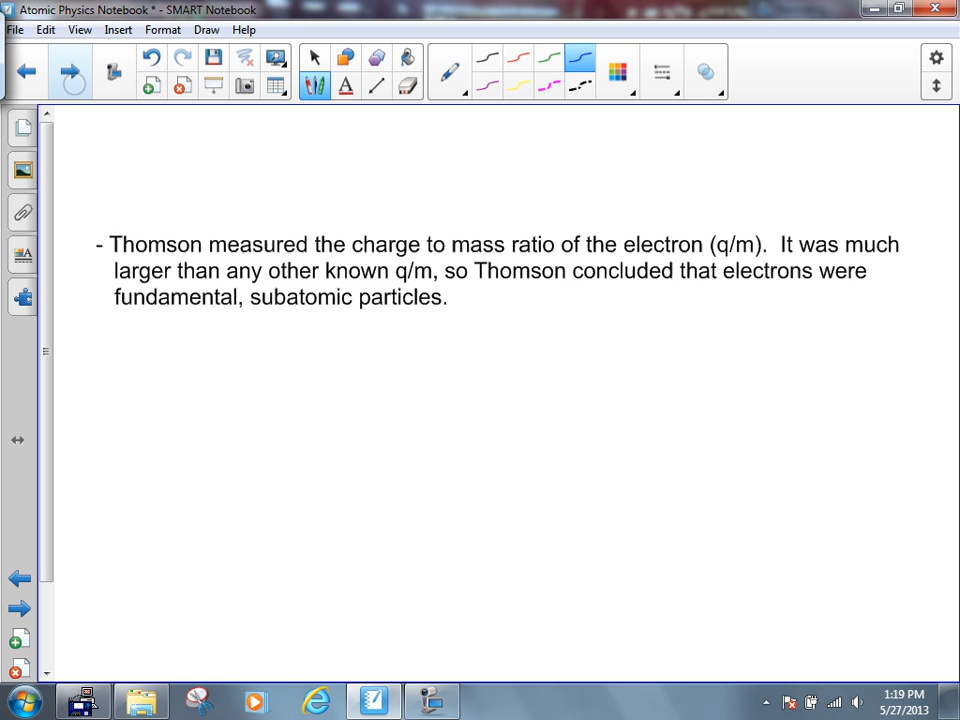 Atomic Physics Notebook * - SMART Notebook
File Edit View Insert Format Draw Help
- Thomson measured the charge to mass ratio of the electron (q/m). It was much
larger than any other known q/m, so Thomson concluded that electrons were
fundamental, subatomic particles.
1:19 PM
5/27/2013